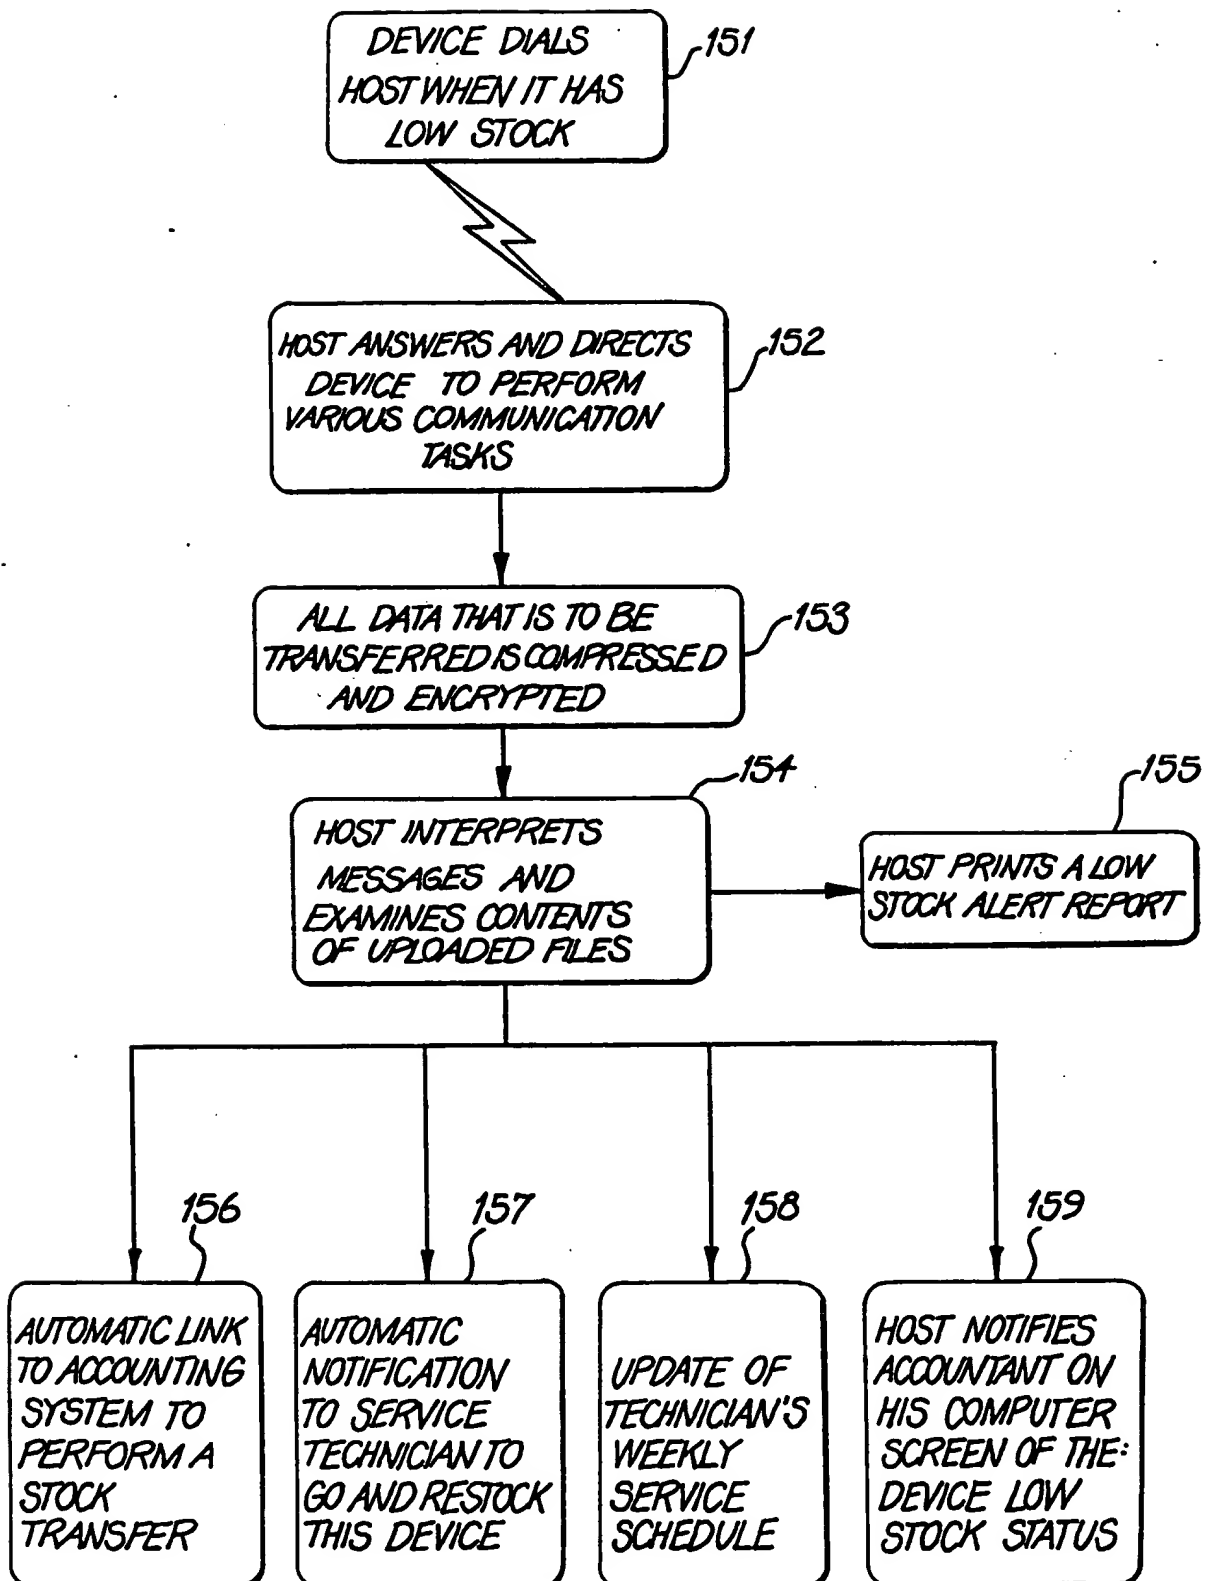 DEVICE DIALS
HOST WHEN IT HAS
LOW STOCK
151
HOST ANSWERS AND DIRECTS
DEVICE TO PERFORM
VARIOUS COMMUNICATION
TASKS
152
ALL DATA THAT IS TO BE
TRANSFERRED IS COMPRESSED
AND ENCRYPTED
153
HOST INTERPRETS
MESSAGES AND
EXAMINES CONTENTS
OF UPLOADED FILES
154
HOST PRINTS A LOW
STOCK ALERT REPORT
155
156
AUTOMATIC LINK
TO ACCOUNTING
SYSTEM TO
PERFORM A
STOCK
TRANSFER
157
AUTOMATIC
NOTIFICATION
TO SERVICE
TECHNICIAN TO
GO AND RESTOCK
THIS DEVICE
158
UPDATE OF
TECHNICIAN'S
WEEKLY
SERVICE
SCHEDULE
159
HOST NOTIFIES
ACCOUNTANT ON
HIS COMPUTER
SCREEN OF THE:
DEVICE LOW
STOCK STATUS